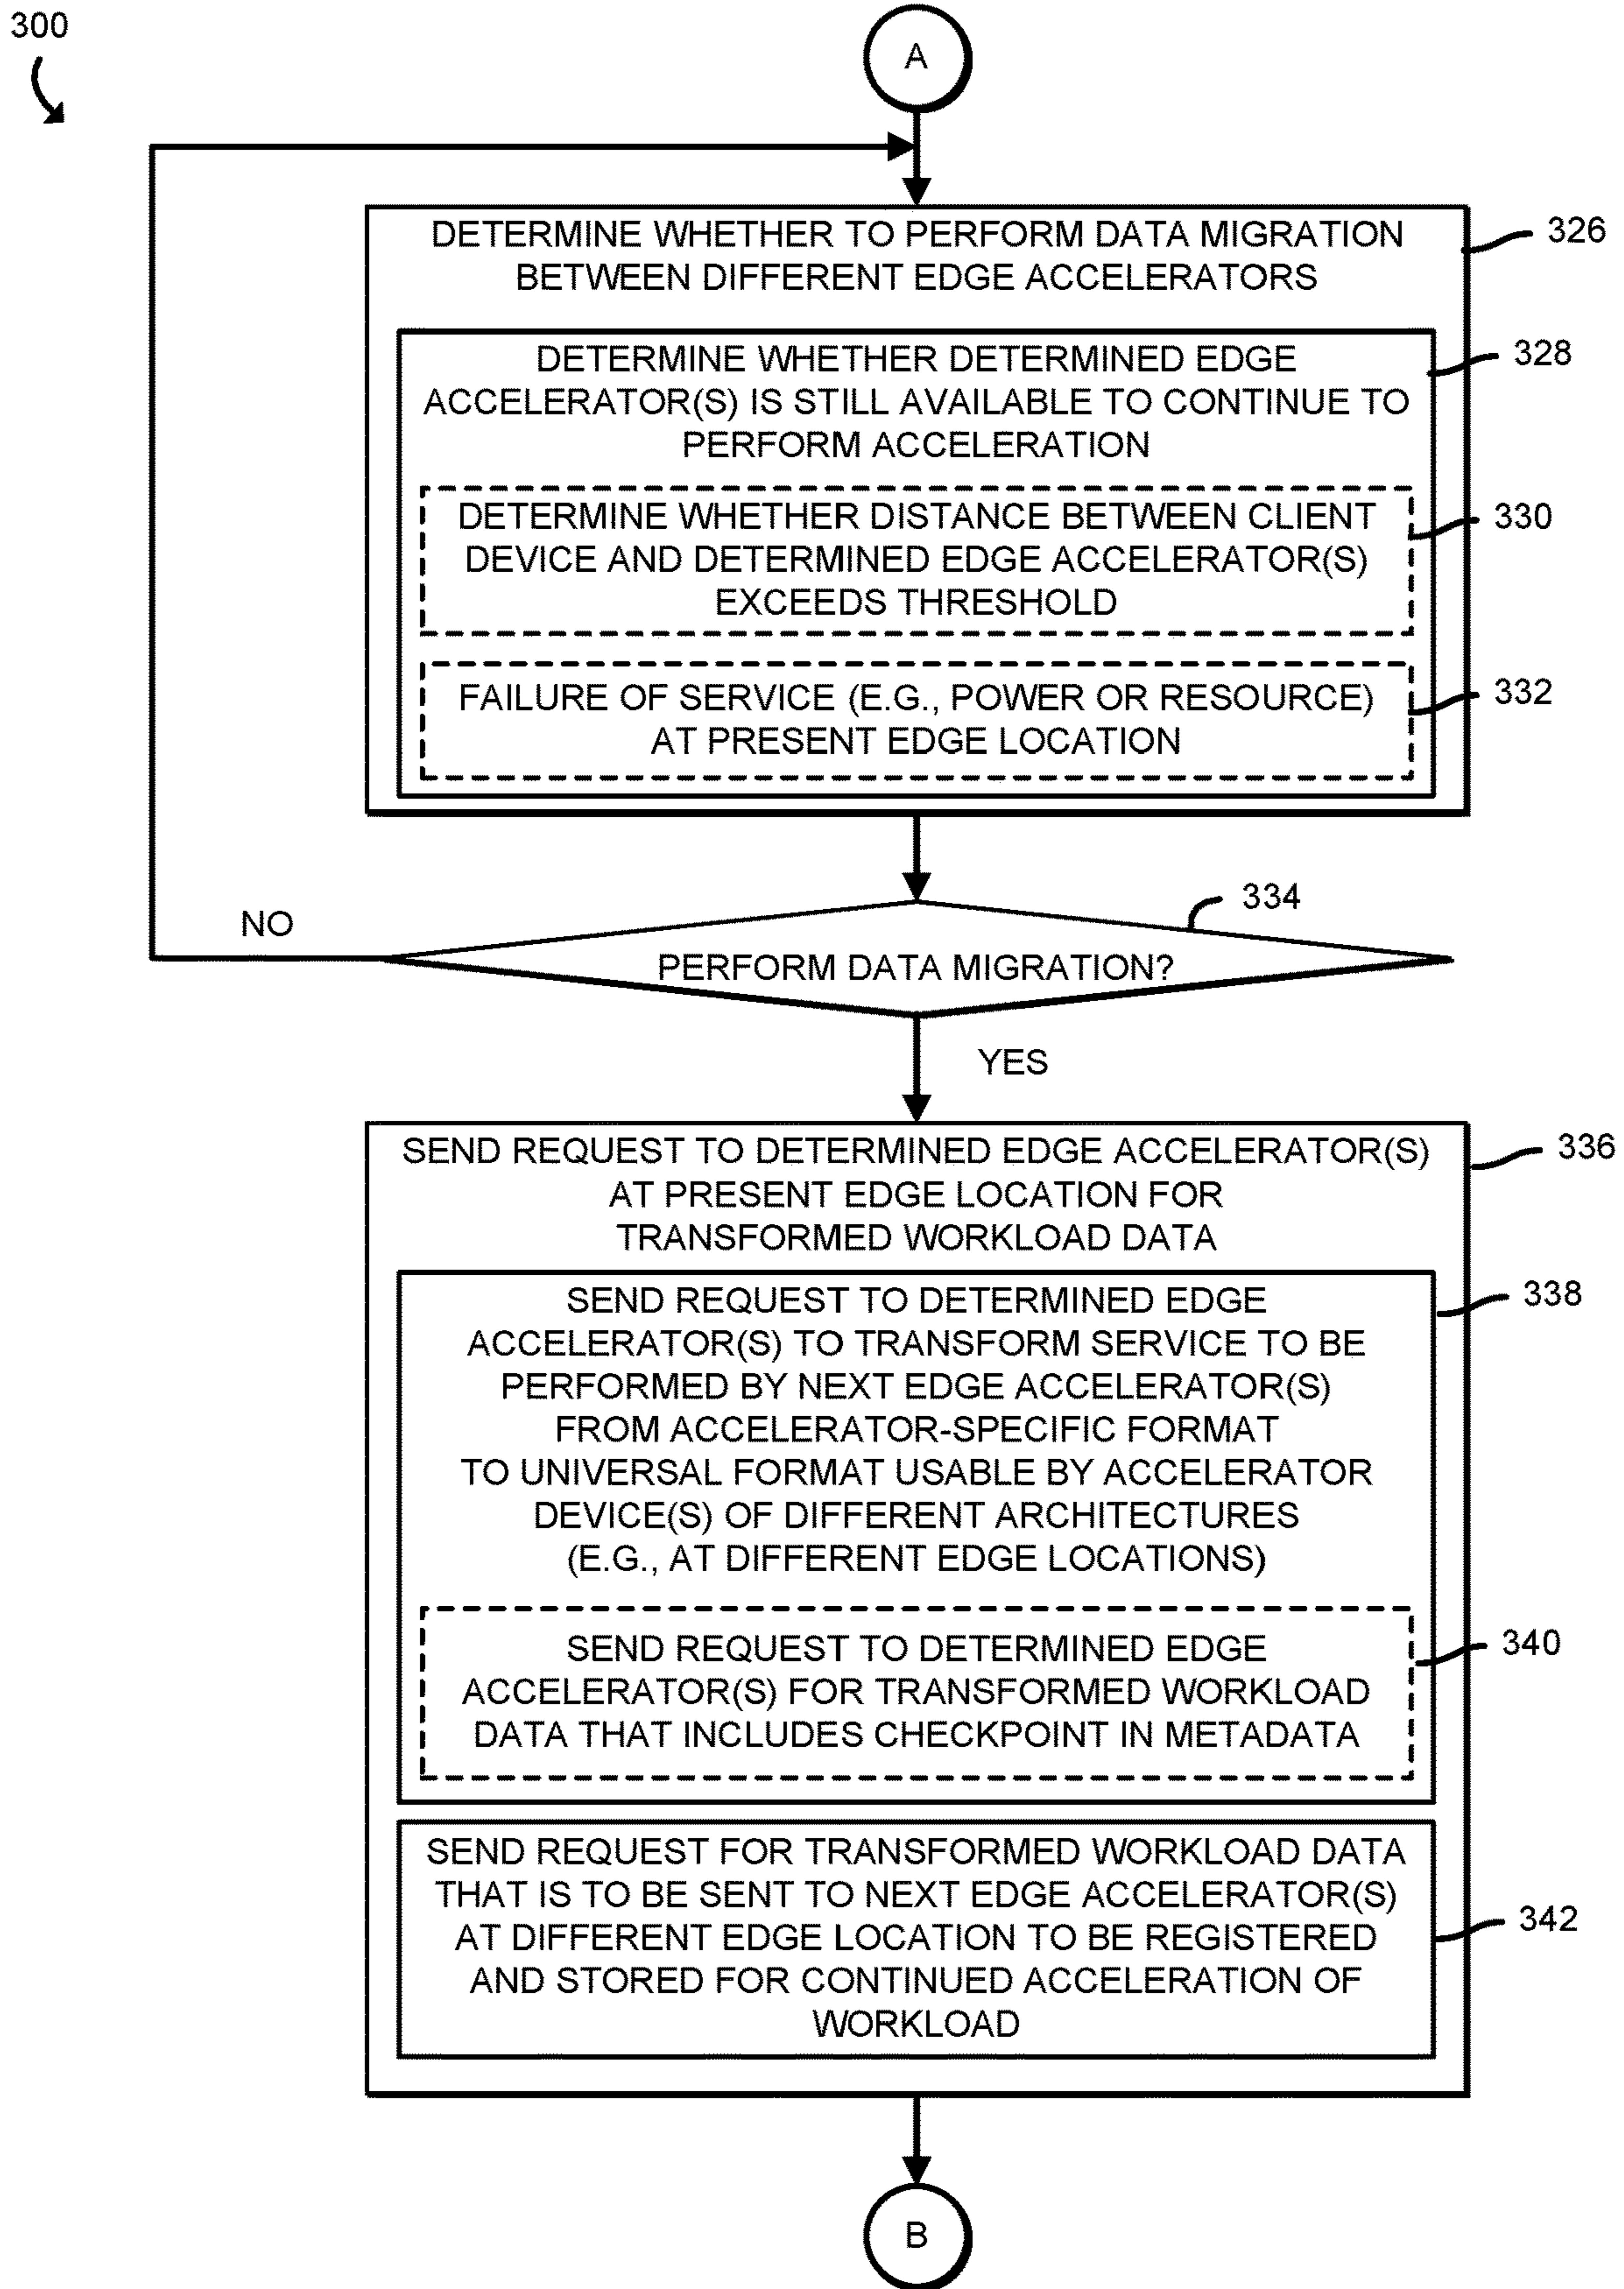 300
A
DETERMINE WHETHER TO PERFORM DATA MIGRATION
BETWEEN DIFFERENT EDGE ACCELERATORS
326
DETERMINE WHETHER DETERMINED EDGE
ACCELERATOR(S) IS STILL AVAILABLE TO CONTINUE TO
PERFORM ACCELERATION
328
DETERMINE WHETHER DISTANCE BETWEEN CLIENT
DEVICE AND DETERMINED EDGE ACCELERATOR(S)
EXCEEDS THRESHOLD
330
FAILURE OF SERVICE (E.G., POWER OR RESOURCE)
AT PRESENT EDGE LOCATION
332
334
NO
PERFORM DATA MIGRATION?
YES
SEND REQUEST TO DETERMINED EDGE ACCELERATOR(S)
AT PRESENT EDGE LOCATION FOR
TRANSFORMED WORKLOAD DATA
336
SEND REQUEST TO DETERMINED EDGE
ACCELERATOR(S) TO TRANSFORM SERVICE TO BE
PERFORMED BY NEXT EDGE ACCELERATOR(S)
FROM ACCELERATOR-SPECIFIC FORMAT
TO UNIVERSAL FORMAT USABLE BY ACCELERATOR
DEVICE(S) OF DIFFERENT ARCHITECTURES
(E.G., AT DIFFERENT EDGE LOCATIONS)
338
SEND REQUEST TO DETERMINED EDGE
ACCELERATOR(S) FOR TRANSFORMED WORKLOAD
DATA THAT INCLUDES CHECKPOINT IN METADATA
340
SEND REQUEST FOR TRANSFORMED WORKLOAD DATA
THAT IS TO BE SENT TO NEXT EDGE ACCELERATOR(S)
AT DIFFERENT EDGE LOCATION TO BE REGISTERED
AND STORED FOR CONTINUED ACCELERATION OF
WORKLOAD
342
B